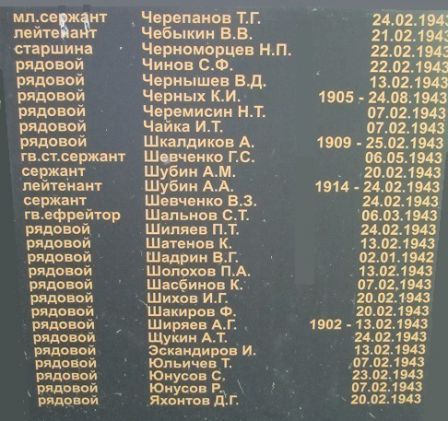 мл.сержант Черепанов Т.Г. 24.02.1943
лейтенант Чебыкин В.В. 21.02.1943
старшина Черноморцев Н.П. 22.02.1943
рядовой Чинов С.Ф. 22.02.1943
рядовой Чернышев В.Д. 13.02.1943
рядовой Черных К.И. 1905 - 24.08.1943
рядовой Черемисин Н.Т. 07.02.1943
рядовой Чайка И.Т. 07.02.1943
рядовой Шкалдиков А. 1909 - 25.02.1943
гв.ст.сержант Шевченко Г.С. 06.05.1943
сержант Шубин А.М. 20.02.1943
лейтенант Шубин А.А. 1914 - 24.02.1943
сержант Шевченко В.З. 24.02.1943
гв.ефрейтор Шальнов С.Т. 06.03.1943
рядовой Шиляев П.Т. 24.02.1943
рядовой Шатенов К. 13.02.1943
рядовой Шадрин В.Г. 02.01.1942
рядовой Шолохов П.А. 13.02.1943
рядовой Шасбинов К. 07.02.1943
рядовой Шихов И.Г. 20.02.1943
рядовой Шакиров Ф. 20.02.1943
рядовой Ширяев А.Г. 1902 - 13.02.1943
рядовой Щукин А.Т. 24.02.1943
рядовой Эскандиров И. 13.02.1943
рядовой Юльичев Т. 07.02.1943
рядовой Юнусов С. 23.02.1943
рядовой Юнусов Р. 07.02.1943
рядовой Яхонтов Д.Г. 20.02.1943